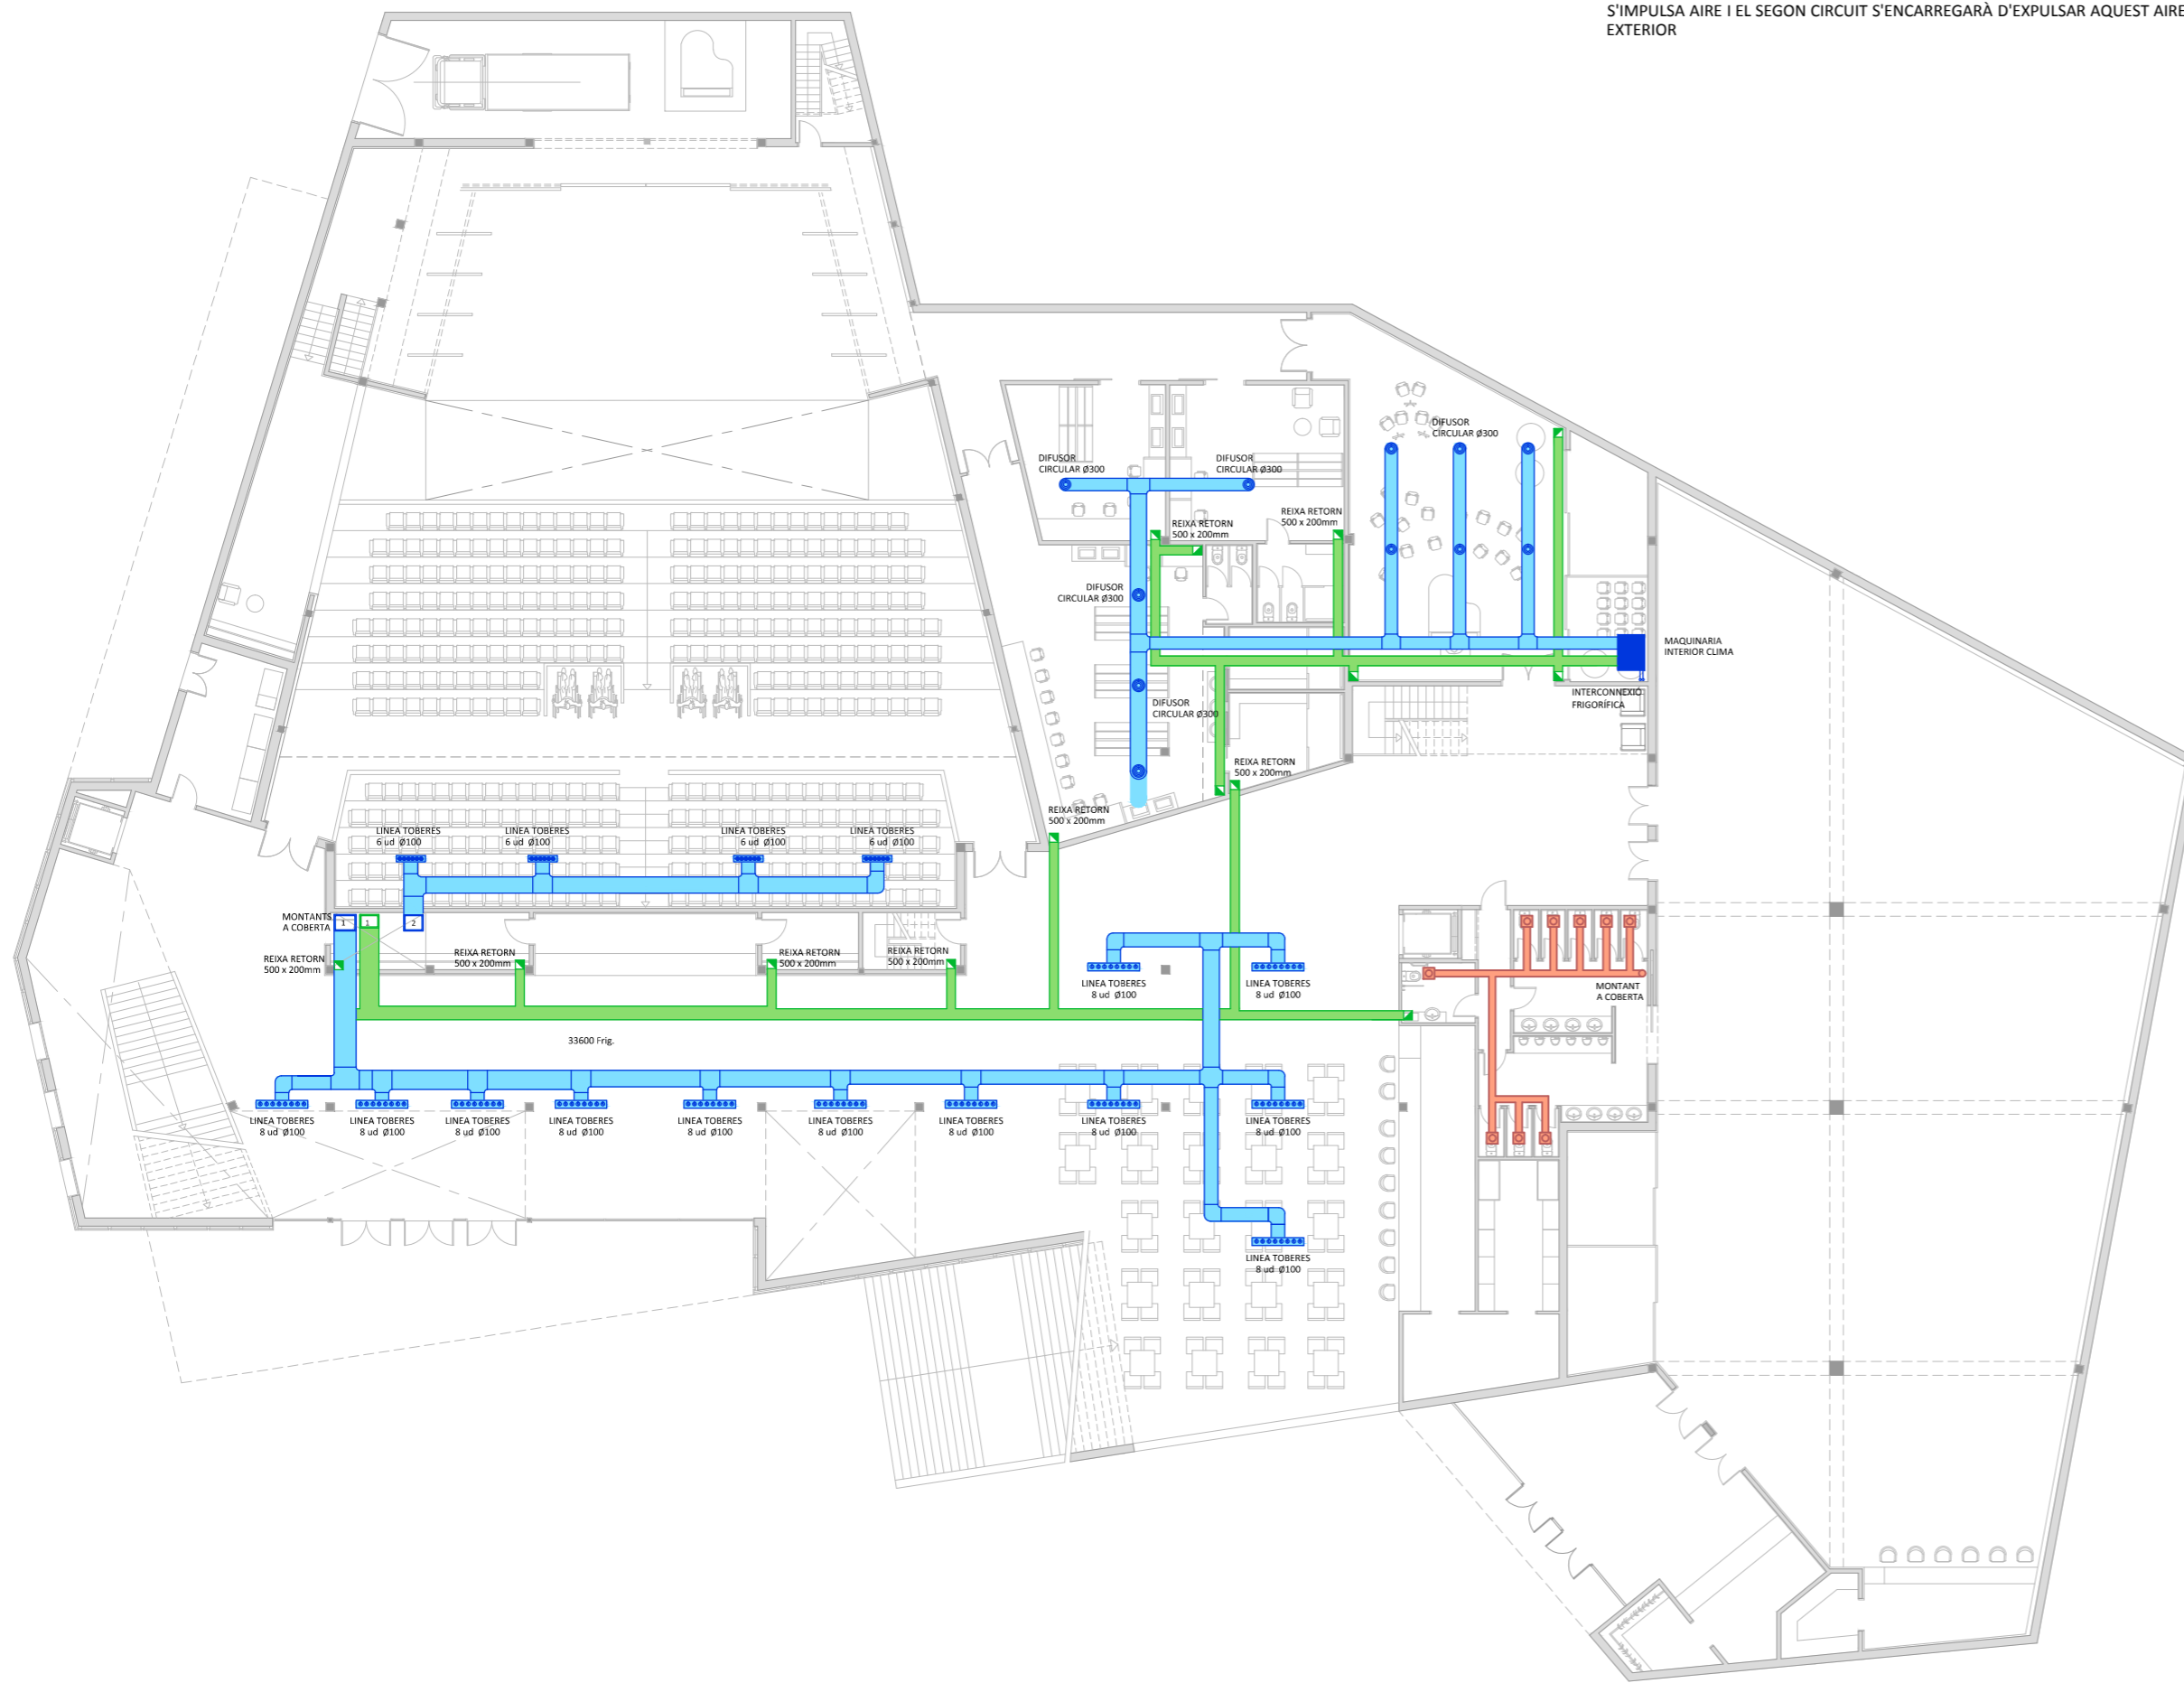 S'IMPULSA AIRE I EL SEGON CIRCUIT S'ENCARREGARÀ D'EXPULSAR AQUEST AIRE
EXTERIOR
DIFUSOR
CIRCULAR Ø300
DIFUSOR
CIRCULAR Ø300
DIFUSOR
CIRCULAR Ø300
REIXA RETORN
500 x 200mm
REIXA RETORN
500 x 200mm
DIFUSOR
CIRCULAR Ø300
MAQUINARIA
INTERIOR CLIMA
INTERCONNEXIÓ
FRIGORÍFICA
DIFUSOR
CIRCULAR Ø300
REIXA RETORN
500 x 200mm
REIXA RETORN
500 x 200mm
LINEA TOBERES
6 ud Ø100
LINEA TOBERES
6 ud Ø100
LINEA TOBERES
6 ud Ø100
LINEA TOBERES
6 ud Ø100
MONTANTS
A COBERTA
1
1
2
REIXA RETORN
500 x 200mm
REIXA RETORN
500 x 200mm
REIXA RETORN
500 x 200mm
REIXA RETORN
500 x 200mm
LINEA TOBERES
8 ud Ø100
LINEA TOBERES
8 ud Ø100
MONTANT
A COBERTA
33600 Frig.
LINEA TOBERES
8 ud Ø100
LINEA TOBERES
8 ud Ø100
LINEA TOBERES
8 ud Ø100
LINEA TOBERES
8 ud Ø100
LINEA TOBERES
8 ud Ø100
LINEA TOBERES
8 ud Ø100
LINEA TOBERES
8 ud Ø100
LINEA TOBERES
8 ud Ø100
LINEA TOBERES
8 ud Ø100
LINEA TOBERES
8 ud Ø100